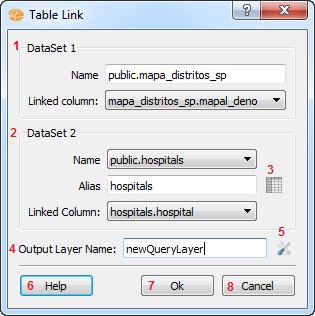 Table Link
?
1 DataSet 1
Name public.mapa_distritos_sp
Linked column: mapa_distritos_sp.mapal_deno
2 DataSet 2
Name public.hospitals
3
Alias hospitals
Linked Column: hospitals.hospital
5
4 Output Layer Name: newQueryLayer
6 Help 7 Ok 8 Cancel